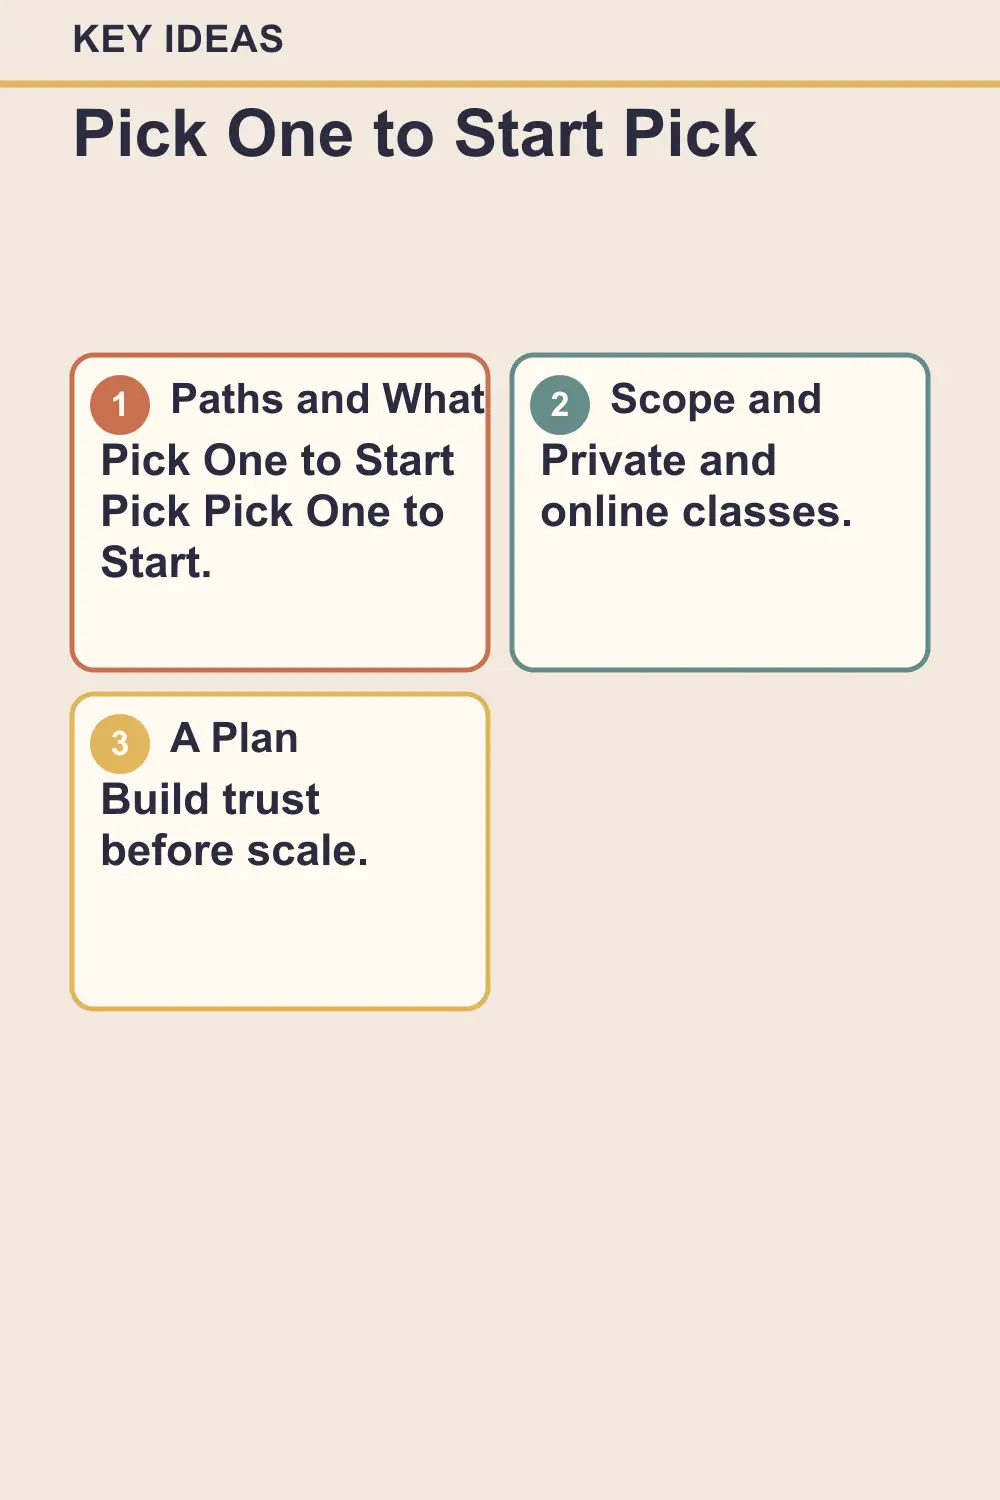 KEY IDEAS
Pick One to Start Pick
1 Paths and What
Pick One to Start
Pick Pick One to
Start.
2 Scope and
Private and
online classes.
3 A Plan
Build trust
before scale.